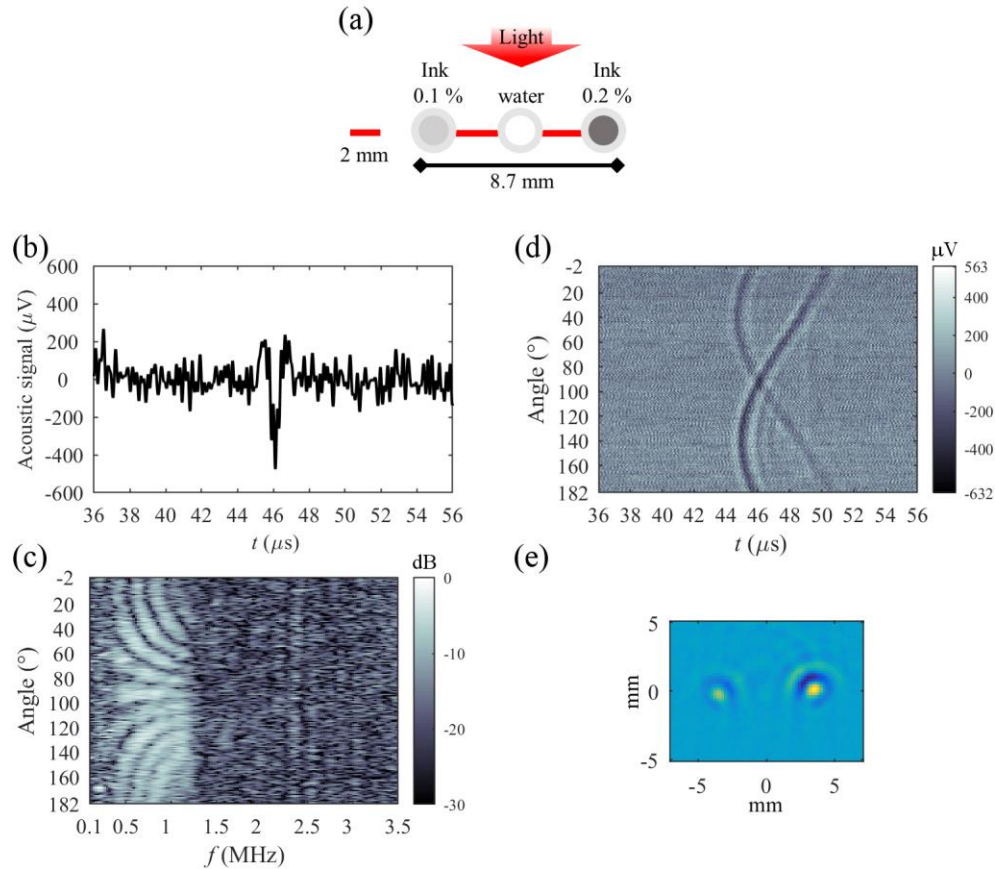 (a)
Light
Ink
0.1 %
water
Ink
0.2 %
2 mm
8.7 mm
(b)
600
400
200
0
-200
-400
-600
Acoustic signal (μV)
36 38 40 42 44 46 48 50 52 54 56
t (μs)
(d)
μV
-2
20
40
60
80
100
120
140
160
182
Angle (°)
36 38 40 42 44 46 48 50 52 54 56
t (μs)
563
400
200
0
-200
-400
-632
(c)
dB
-2
20
40
60
80
100
120
140
160
182
Angle (°)
0.1 0.5 1 1.5 2 2.5 3 3.5
f (MHz)
0
-10
-20
-30
(e)
5
0
-5
mm
-5 0 5
mm